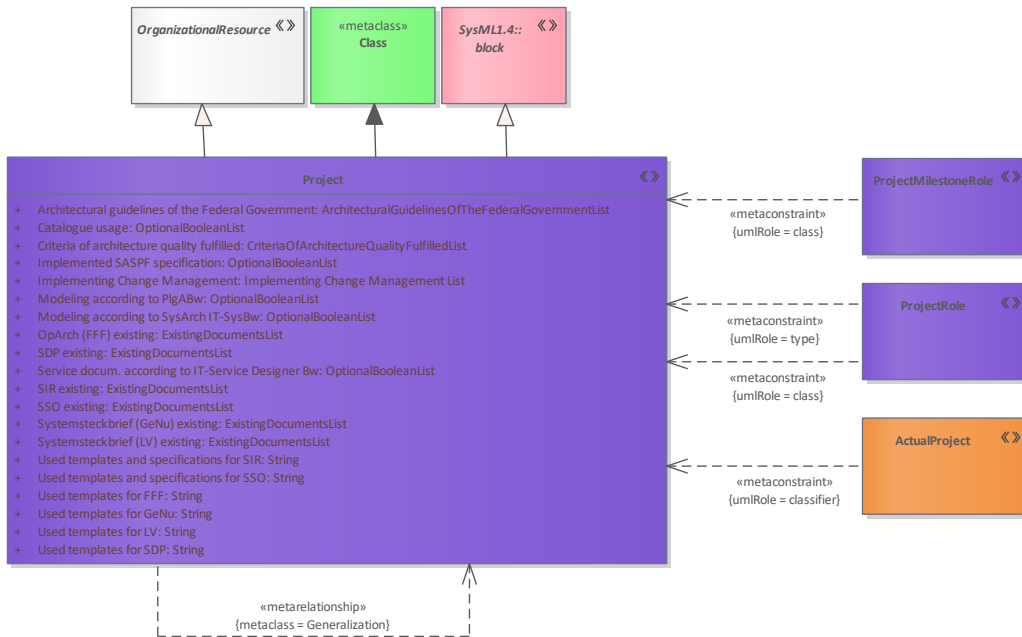 OrganizationalResource «»
«metaclass»
Class
SysML1.4:: «»
block
Project «»
+ Architectural guidelines of the Federal Government: ArchitecturalGuidelinesOfTheFederalGovernmentList
+ Catalogue usage: OptionalBooleanList
+ Criteria of architecture quality fulfilled: CriteriaOfArchitectureQualityFulfilledList
+ Implemented SASPF specification: OptionalBooleanList
+ Implementing Change Management: Implementing Change Management List
+ Modeling according to PlgABw: OptionalBooleanList
+ Modeling according to SysArch IT-SysBw: OptionalBooleanList
+ OpArch (FFF) existing: ExistingDocumentsList
+ SDP existing: ExistingDocumentsList
+ Service docum. according to IT-Service Designer Bw: OptionalBooleanList
+ SIR existing: ExistingDocumentsList
+ SSO existing: ExistingDocumentsList
+ Systemsteckbrief (GeNu) existing: ExistingDocumentsList
+ Systemsteckbrief (LV) existing: ExistingDocumentsList
+ Used templates and specifications for SIR: String
+ Used templates and specifications for SSO: String
+ Used templates for FFF: String
+ Used templates for GeNu: String
+ Used templates for LV: String
+ Used templates for SDP: String
ProjectMilestoneRole «»
«metaconstraint»
{umlRole = class}
ProjectRole «»
«metaconstraint»
{umlRole = type}
«metaconstraint»
{umlRole = class}
ActualProject «»
«metaconstraint»
{umlRole = classifier}
«metarelationship»
{metaclass = Generalization}